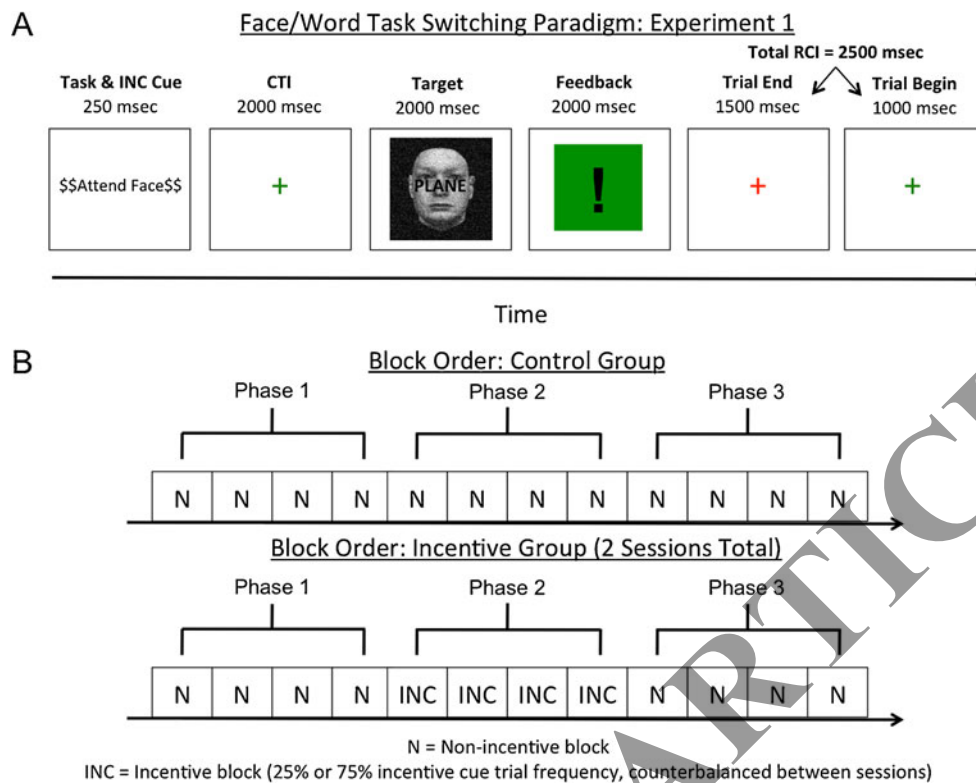 A
Face/Word Task Switching Paradigm: Experiment 1
Total RCI = 2500 msec
Task & INC Cue CTI Target Feedback Trial End Trial Begin
250 msec 2000 msec 2000 msec 2000 msec 1500 msec 1000 msec
$$Attend Face$$ + PLANE ! + +
Time
B
Block Order: Control Group
Phase 1 Phase 2 Phase 3
N N N N N N N N N N N N
Block Order: Incentive Group (2 Sessions Total)
Phase 1 Phase 2 Phase 3
N N N N INC INC INC INC N N N N
N = Non-incentive block
INC = Incentive block (25% or 75% incentive cue trial frequency, counterbalanced between sessions)
ARTIC